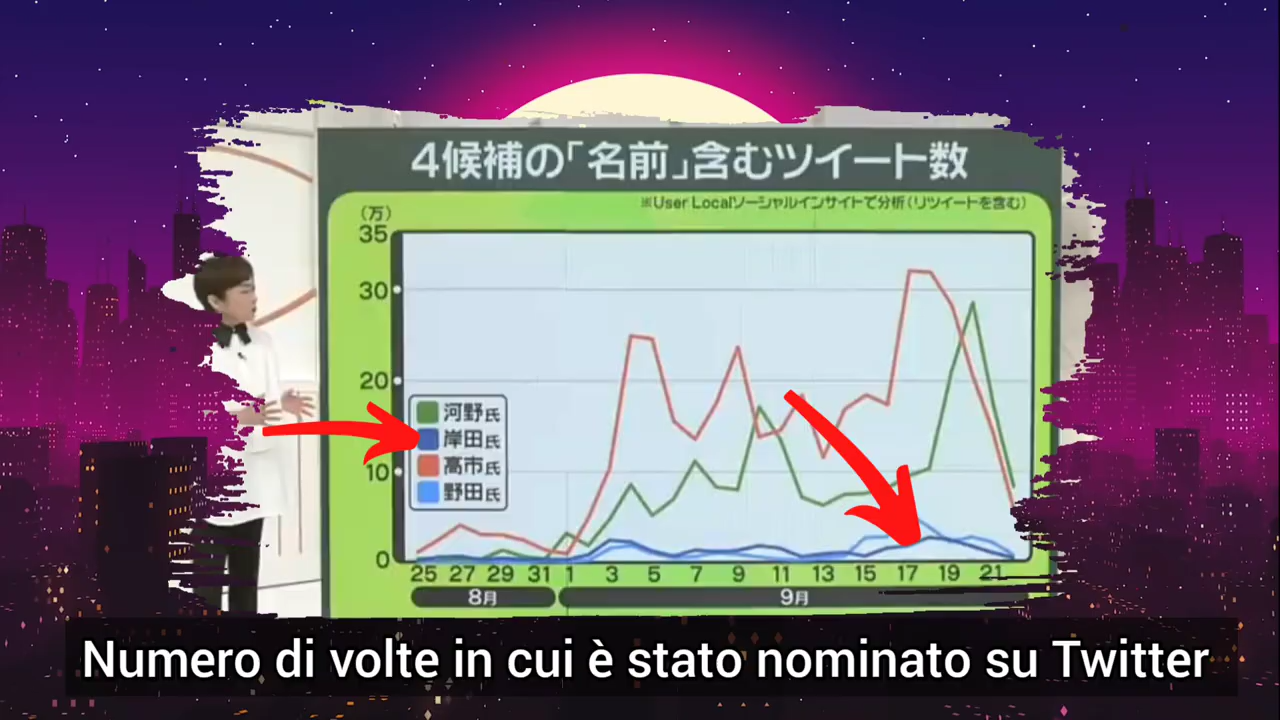 4候補の「名前」含むツイート数
※User Localソーシャルインサイトで分析(リツイートを含む)
(万)
35
30
20
10
0
河野氏
岸田氏
高市氏
野田氏
25 27 29 31 1 3 5 7 9 11 13 15 17 19 21
8月 9月
Numero di volte in cui è stato nominato su Twitter